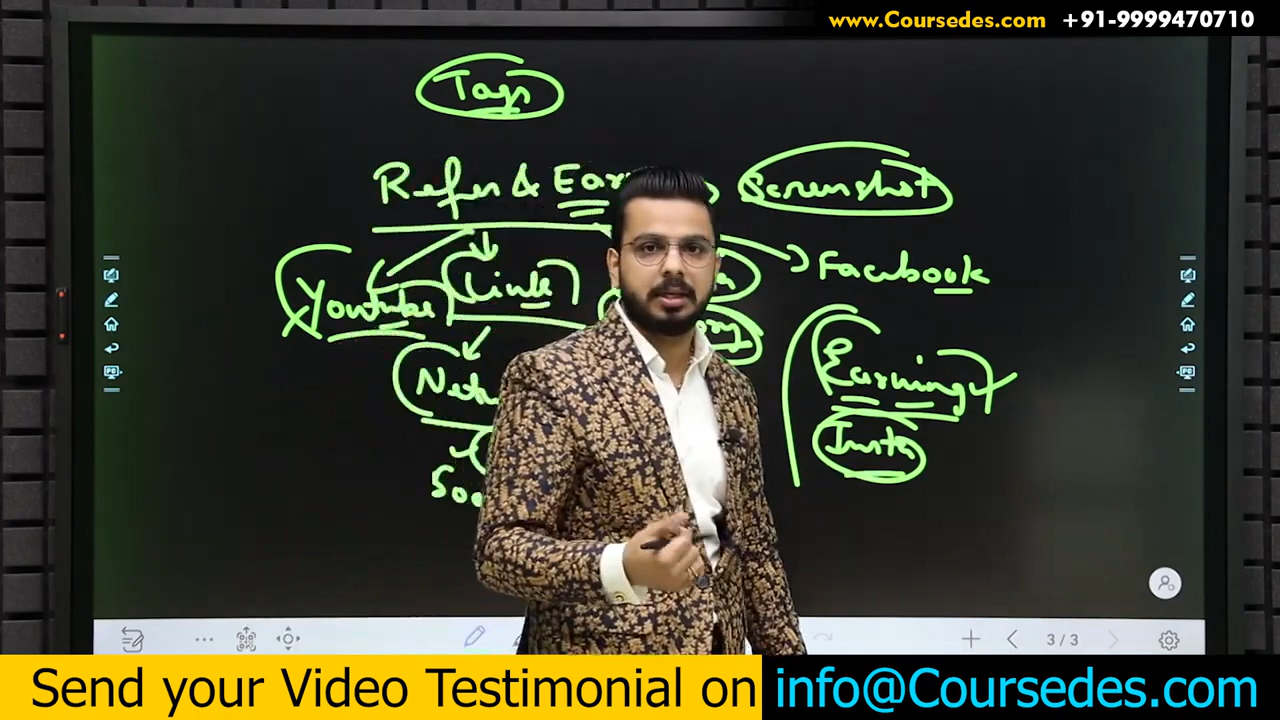 www.Coursedes.com +91-9999470710
Tags
Refer & Ear
Screenshot
Facebook
Youtube
Link
Earning
Insta
3/3
Send your Video Testimonial on info@Coursedes.com